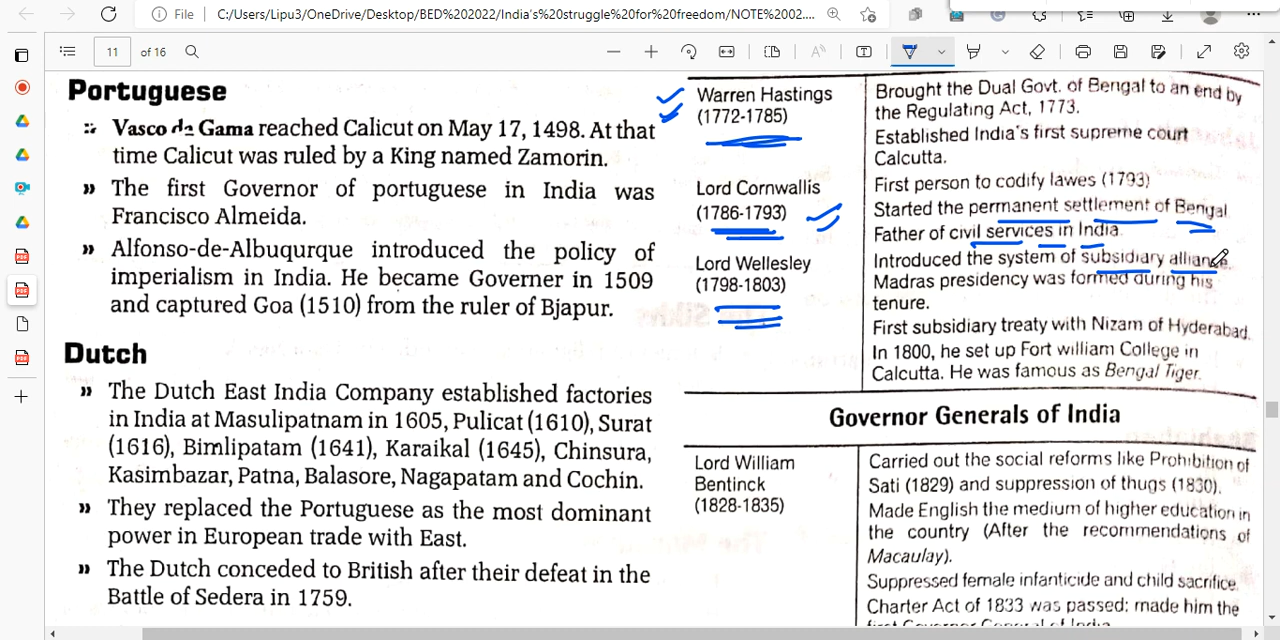 File
C:/Users/Lipu3/OneDrive/Desktop/BED%202022/India's%20struggle%20for%20freedom/NOTE%2002....
11 of 16
Portuguese
» Vasco da Gama reached Calicut on May 17, 1498. At that
time Calicut was ruled by a King named Zamorin.
» The first Governor of portuguese in India was
Francisco Almeida.
» Alfonso-de-Albuqurque introduced the policy of
imperialism in India. He became Governer in 1509
and captured Goa (1510) from the ruler of Bjapur.
Dutch
» The Dutch East India Company established factories
in India at Masulipatnam in 1605, Pulicat (1610), Surat
(1616), Bimlipatam (1641), Karaikal (1645), Chinsura,
Kasimbazar, Patna, Balasore, Nagapatam and Cochin.
» They replaced the Portuguese as the most dominant
power in European trade with East.
» The Dutch conceded to British after their defeat in the
Battle of Sedera in 1759.
Warren Hastings
(1772-1785)
Brought the Dual Govt. of Bengal to an end by
the Regulating Act, 1773.
Established India's first supreme court
Calcutta.
Lord Cornwallis
(1786-1793)
First person to codify lawes (1793)
Started the permanent settlement of Bengal
Father of civil services in India.
Lord Wellesley
(1798-1803)
Introduced the system of subsidiary alliance.
Madras presidency was formed during his
tenure.
First subsidiary treaty with Nizam of Hyderabad.
In 1800, he set up Fort william College in
Calcutta. He was famous as Bengal Tiger.
Governor Generals of India
Lord William
Bentinck
(1828-1835)
Carried out the social reforms like Prohibition of
Sati (1829) and suppression of thugs (1830).
Made English the medium of higher education in
the country (After the recommendations of
Macaulay).
Suppressed female infanticide and child sacrifice.
Charter Act of 1833 was passed; made him the
first Governor General of India